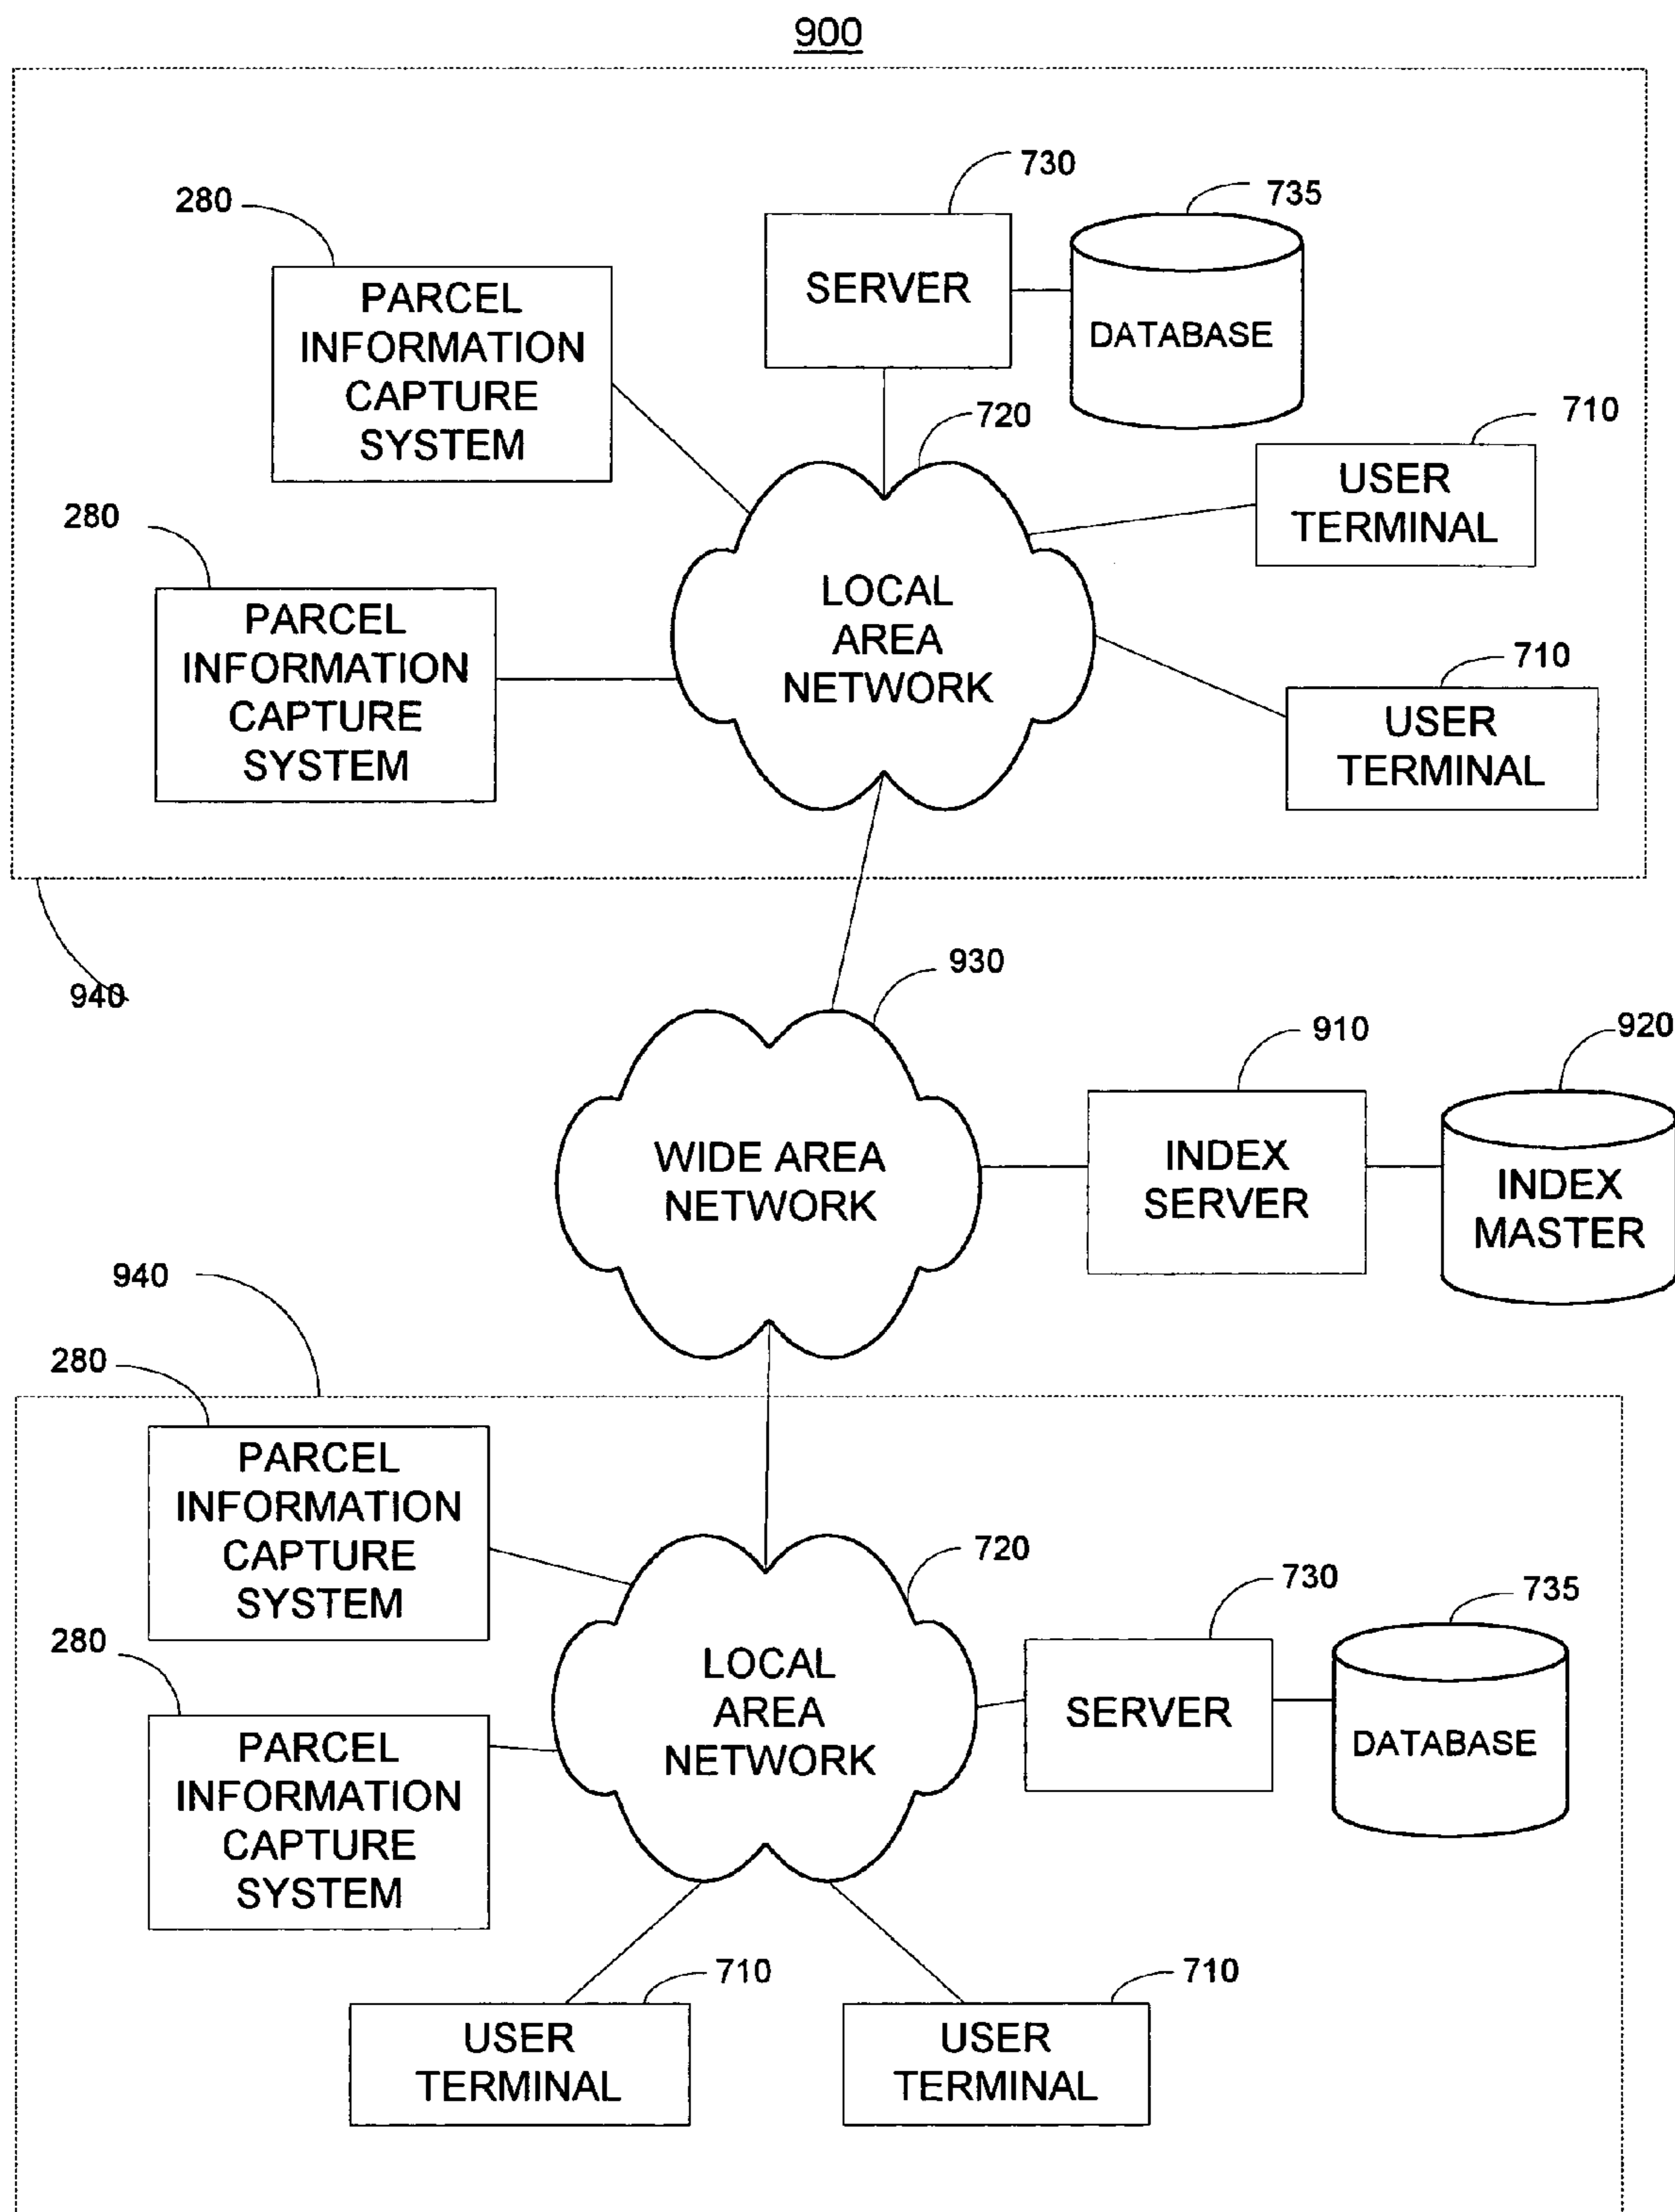 900
730
735
280
PARCEL
INFORMATION
CAPTURE
SYSTEM
SERVER
DATABASE
720
710
USER
TERMINAL
280
PARCEL
INFORMATION
CAPTURE
SYSTEM
LOCAL
AREA
NETWORK
710
USER
TERMINAL
940
930
910
920
WIDE AREA
NETWORK
INDEX
SERVER
INDEX
MASTER
940
280
PARCEL
INFORMATION
CAPTURE
SYSTEM
720
730
735
280
LOCAL
AREA
NETWORK
SERVER
DATABASE
PARCEL
INFORMATION
CAPTURE
SYSTEM
710
710
USER
TERMINAL
USER
TERMINAL